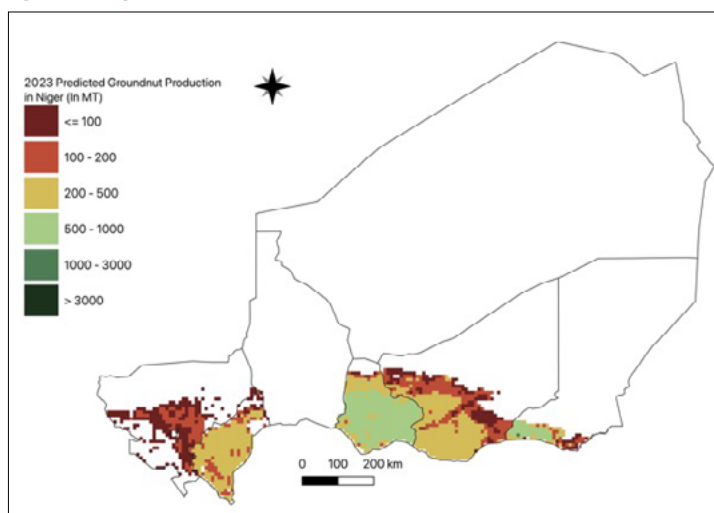 2023 Predicted Groundnut Production
in Niger (In MT)
<= 100
100 - 200
200 - 500
500 - 1000
1000 - 3000
> 3000
0 100 200 km